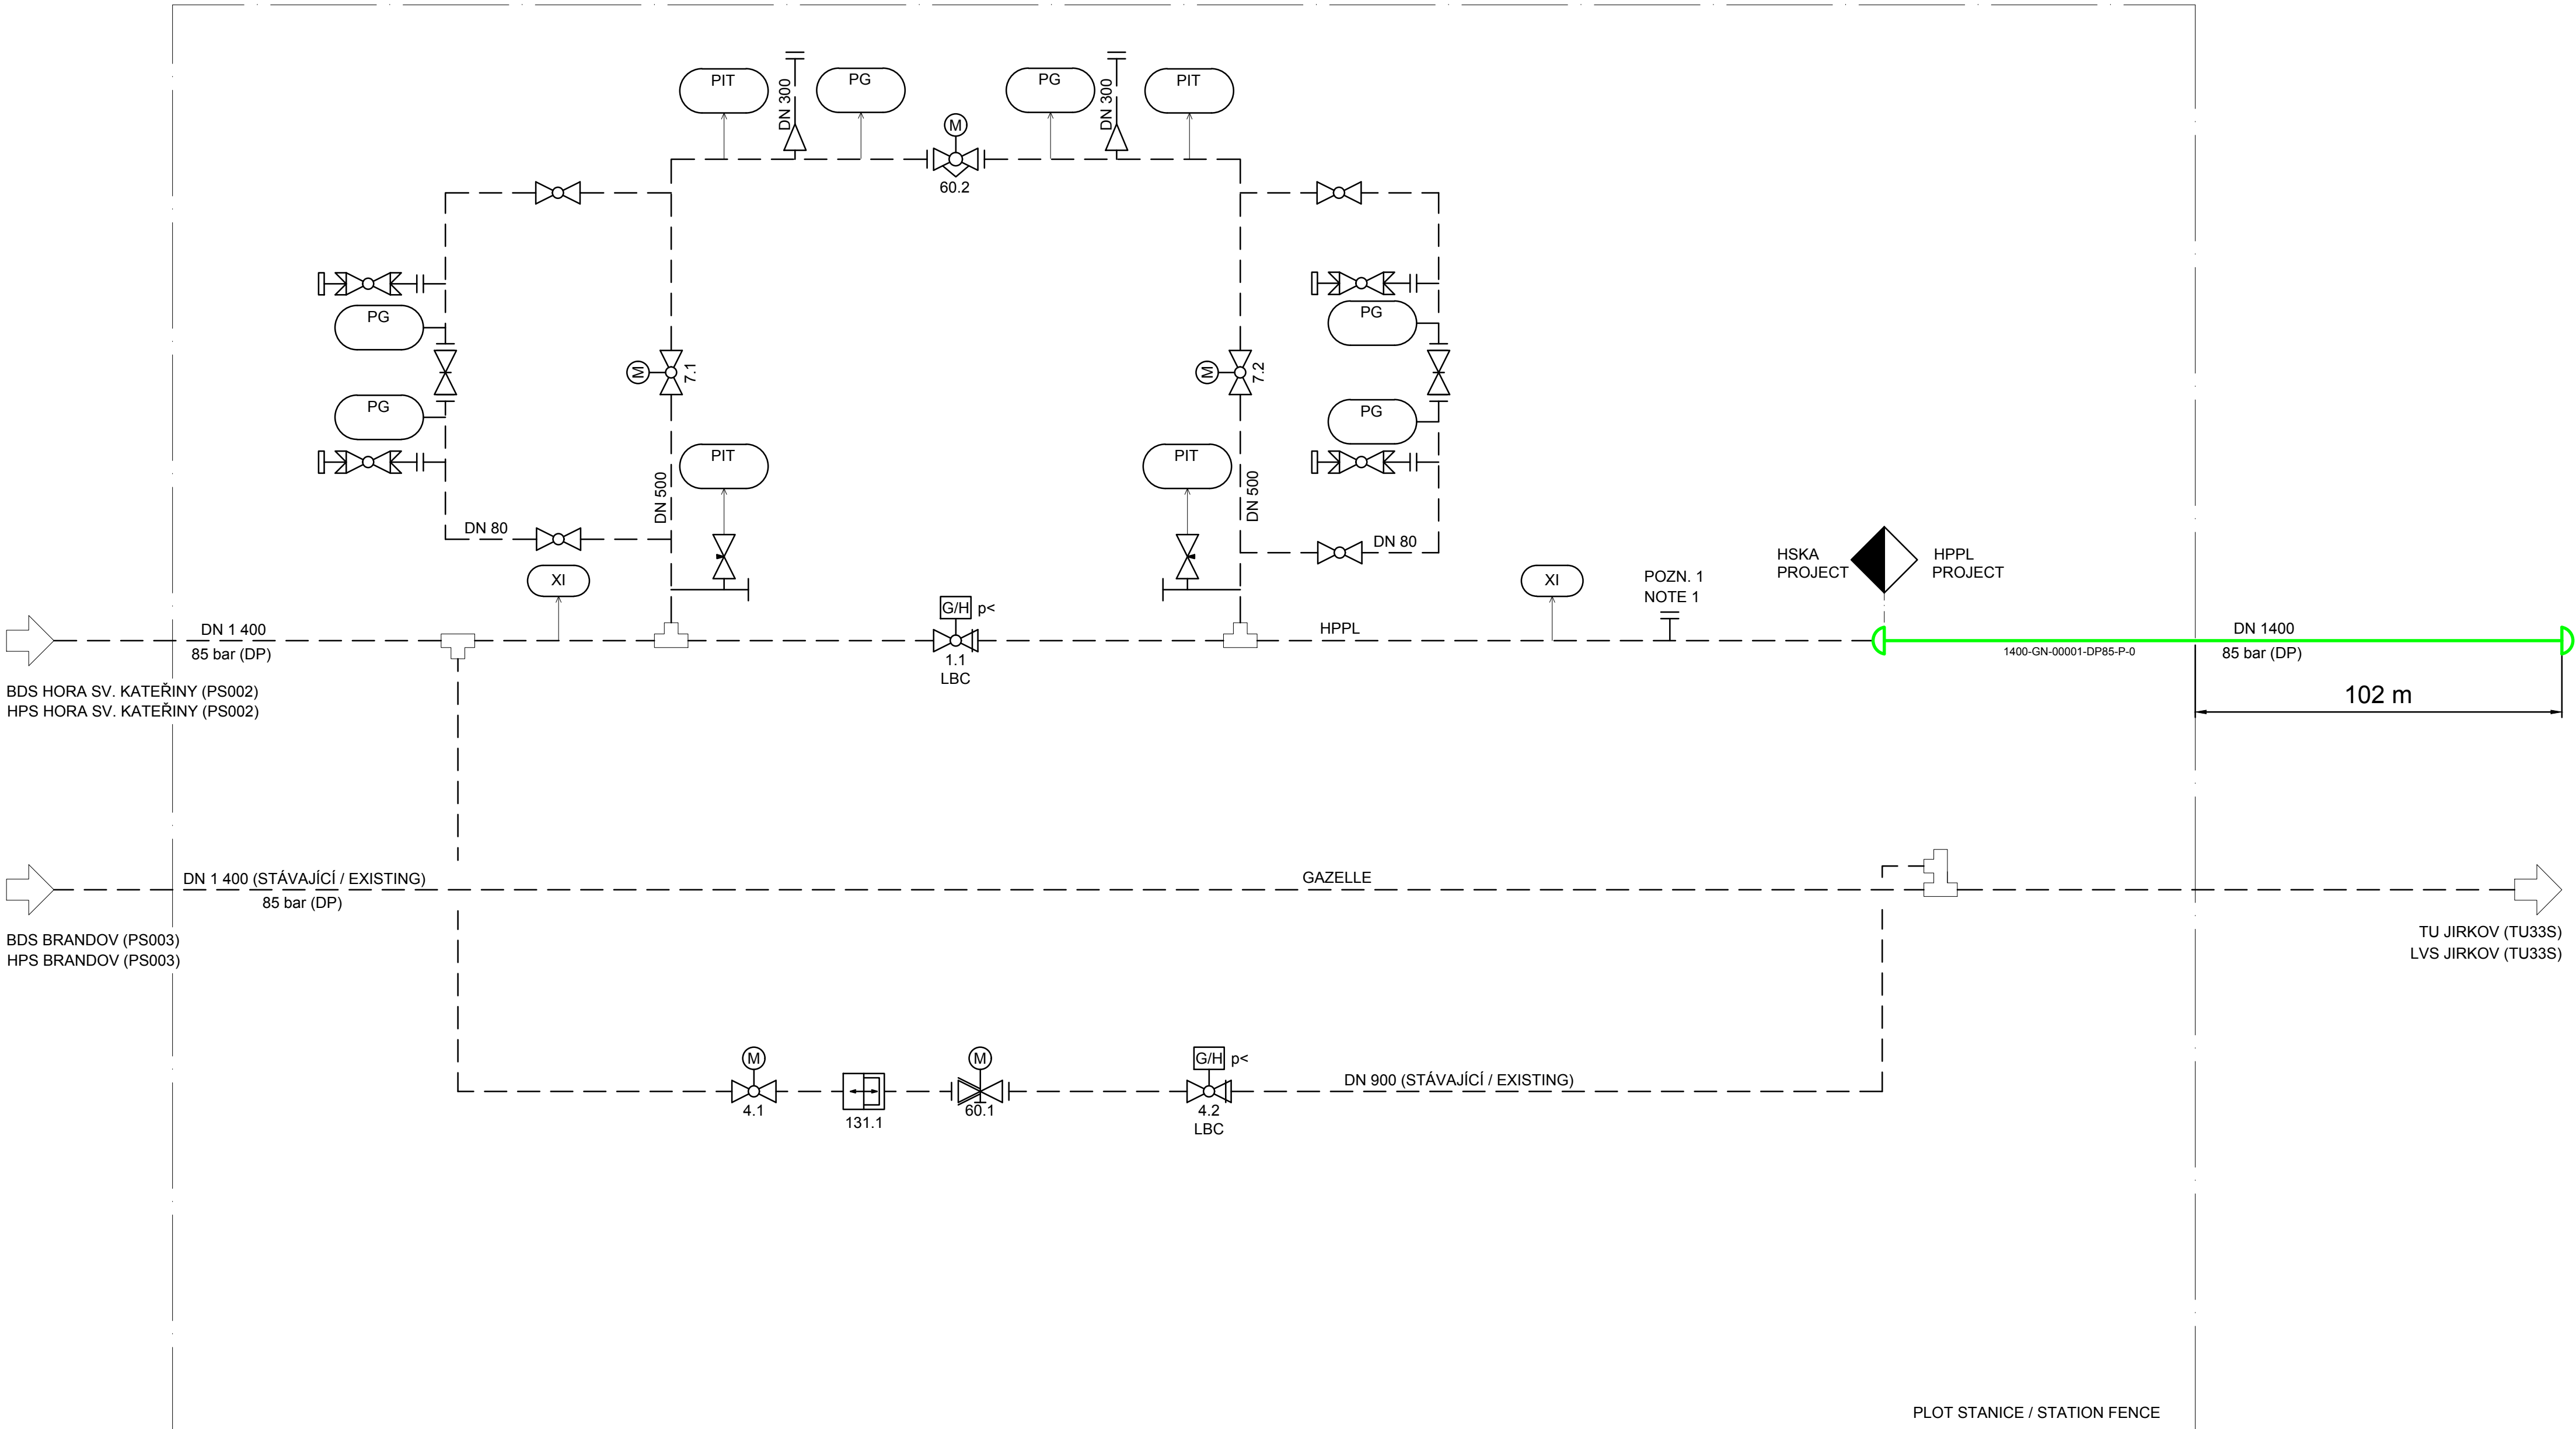 PIT
DN 300
PG
M
60.2
PG
DN 300
PIT
PG
PG
M
7.1
M
7.2
PG
PG
PIT
DN 500
DN 80
PIT
DN 500
DN 80
XI
G/H p<
1.1
LBC
HPPL
XI
POZN. 1
NOTE 1
HSKA
PROJECT
HPPL
PROJECT
DN 1 400
85 bar (DP)
BDS HORA SV. KATEŘINY (PS002)
HPS HORA SV. KATEŘINY (PS002)
1400-GN-00001-DP85-P-0
DN 1400
85 bar (DP)
102 m
DN 1 400 (STÁVAJÍCÍ / EXISTING)
85 bar (DP)
GAZELLE
BDS BRANDOV (PS003)
HPS BRANDOV (PS003)
TU JIRKOV (TU33S)
LVS JIRKOV (TU33S)
M
4.1
131.1
M
60.1
G/H p<
4.2
LBC
DN 900 (STÁVAJÍCÍ / EXISTING)
PLOT STANICE / STATION FENCE